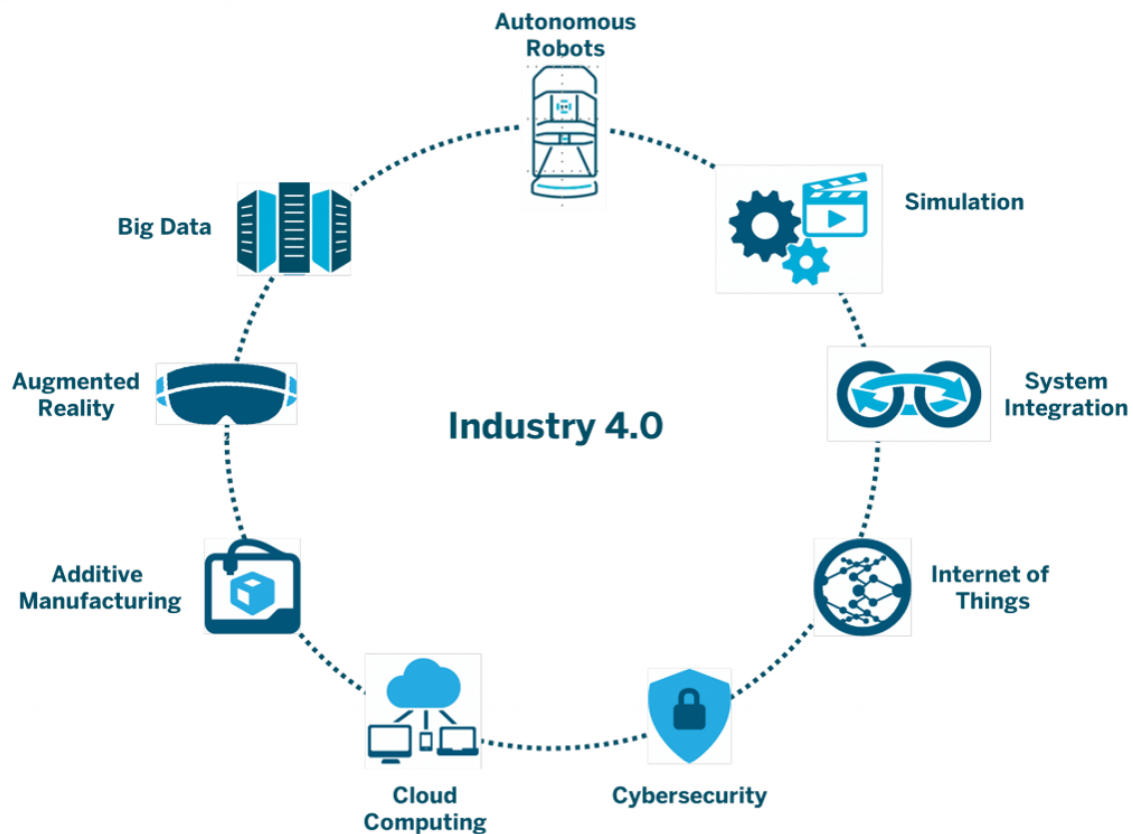 Autonomous
Robots
Simulation
Big Data
Augmented
Reality
System
Integration
Industry 4.0
Additive
Manufacturing
Internet of
Things
Cloud
Computing
Cybersecurity